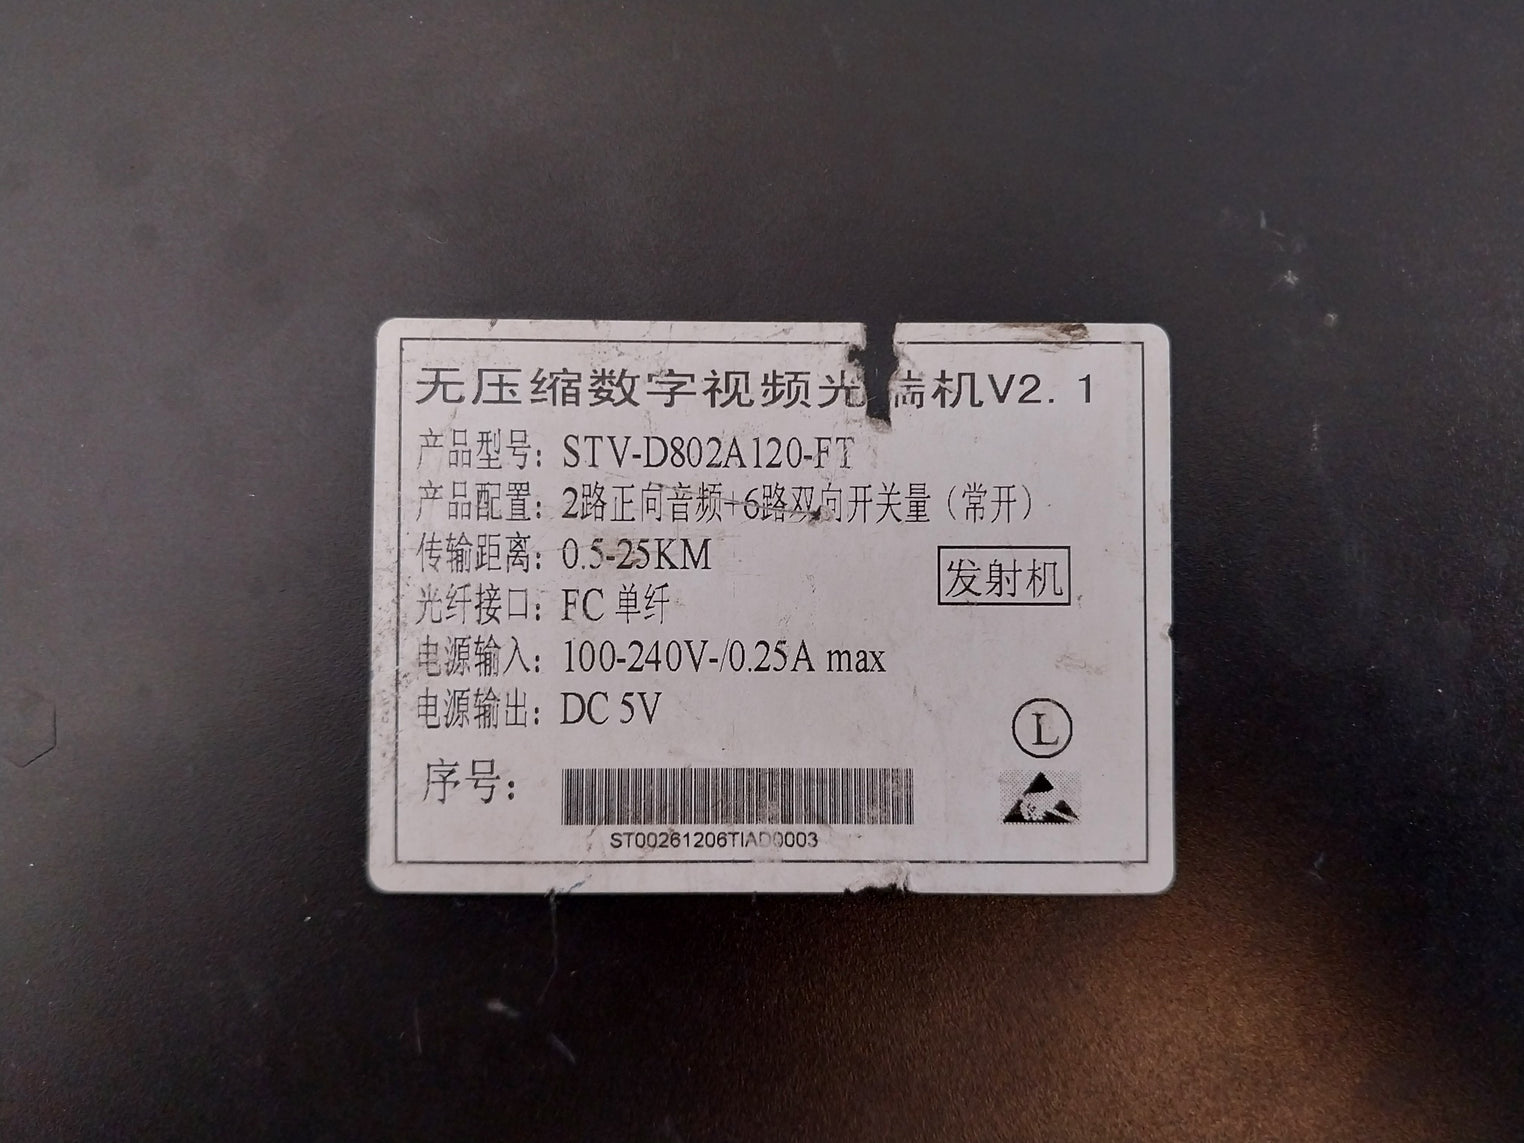 无压缩数字视频光端机V2.1
产品型号：STV-D802A120-FT
产品配置：2路正向音频+6路双向开关量（常开）
传输距离：0.5-25KM
发射机
光纤接口：FC 单纤
电源输入：100-240V-/0.25A max
电源输出：DC 5V
L
序号：
ST00261206TIAD0003